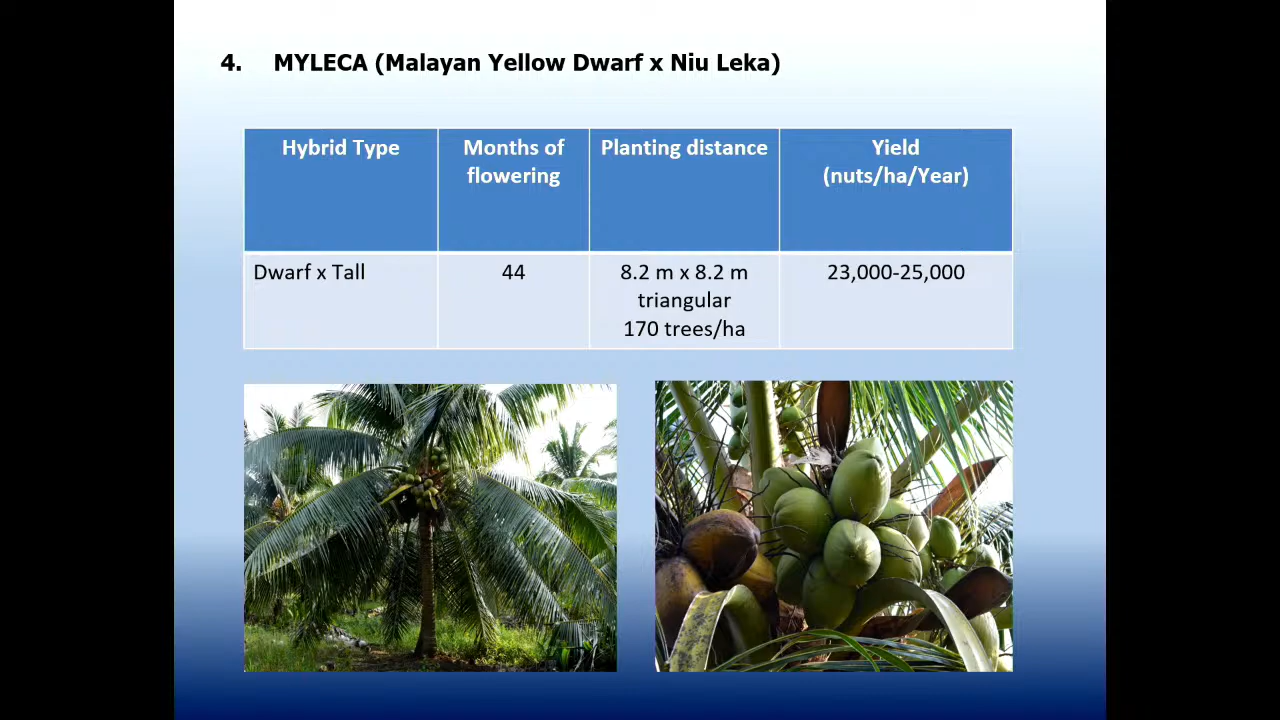 4. MYLECA (Malayan Yellow Dwarf x Niu Leka)
Hybrid Type
Months of
flowering
Planting distance
Yield
(nuts/ha/Year)
Dwarf x Tall
44
8.2 m x 8.2 m
triangular
170 trees/ha
23,000-25,000